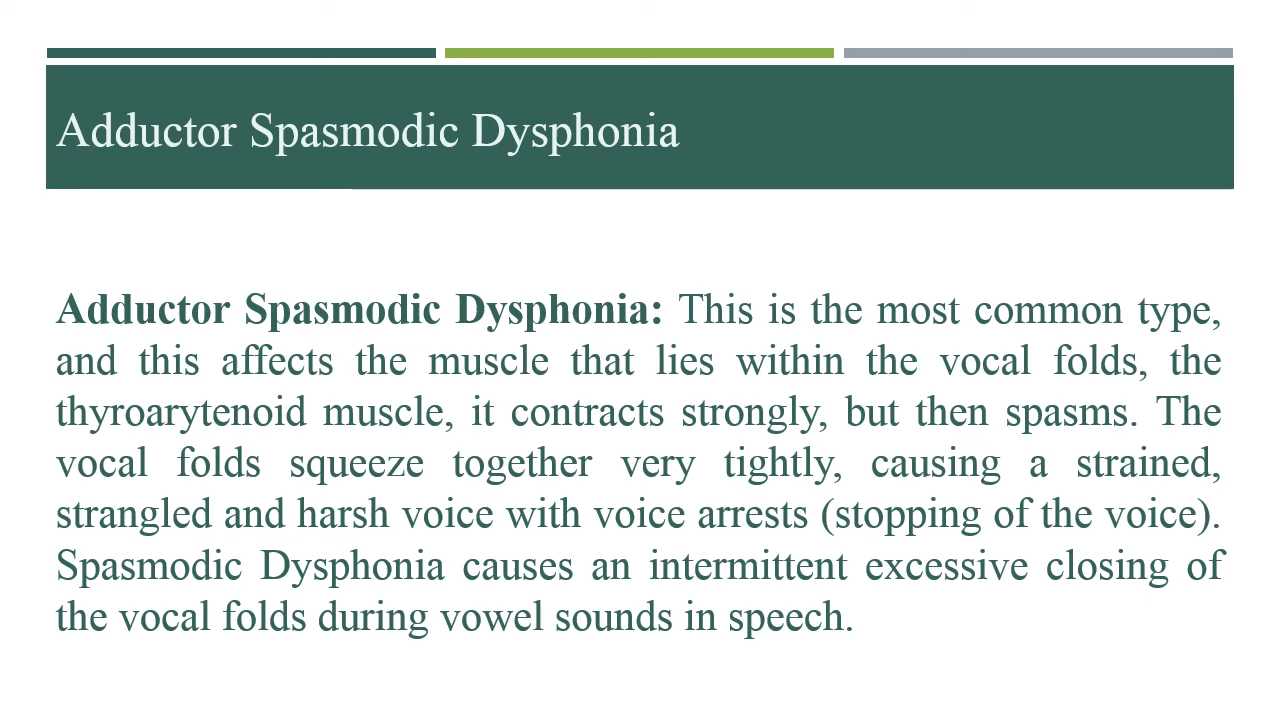 Adductor Spasmodic Dysphonia
Adductor Spasmodic Dysphonia: This is the most common type,
and this affects the muscle that lies within the vocal folds, the
thyroarytenoid muscle, it contracts strongly, but then spasms. The
vocal folds squeeze together very tightly, causing a strained,
strangled and harsh voice with voice arrests (stopping of the voice).
Spasmodic Dysphonia causes an intermittent excessive closing of
the vocal folds during vowel sounds in speech.